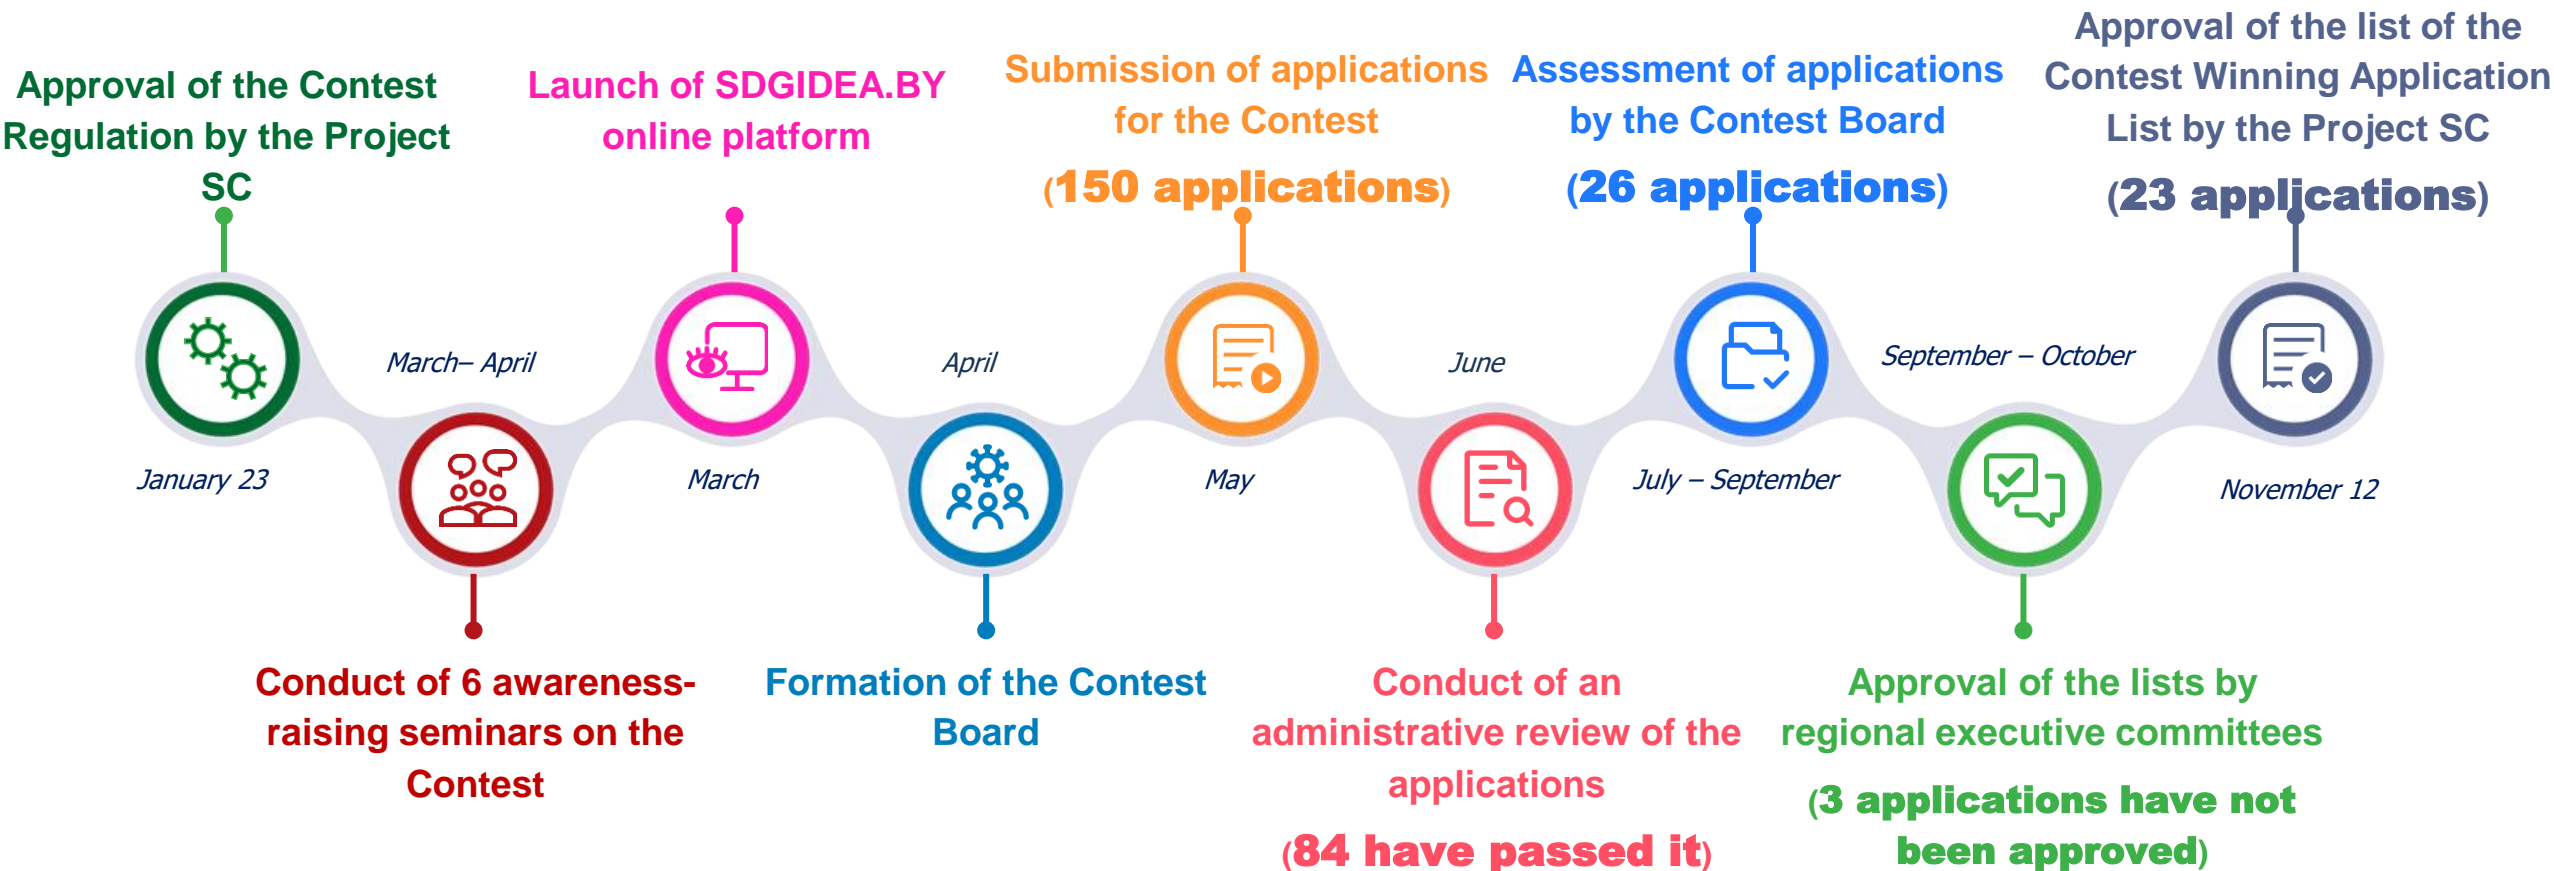 Approval of the Contest
Regulation by the Project
SC
January 23
March– April
Conduct of 6 awareness-
raising seminars on the
Contest
Launch of SDGIDEA.BY
online platform
March
April
Formation of the Contest
Board
Submission of applications
for the Contest
(150 applications)
May
June
Conduct of an
administrative review of the
applications
(84 have passed it)
Assessment of applications
by the Contest Board
(26 applications)
July – September
September – October
Approval of the lists by
regional executive committees
(3 applications have not
been approved)
Approval of the list of the
Contest Winning Application
List by the Project SC
(23 applications)
November 12